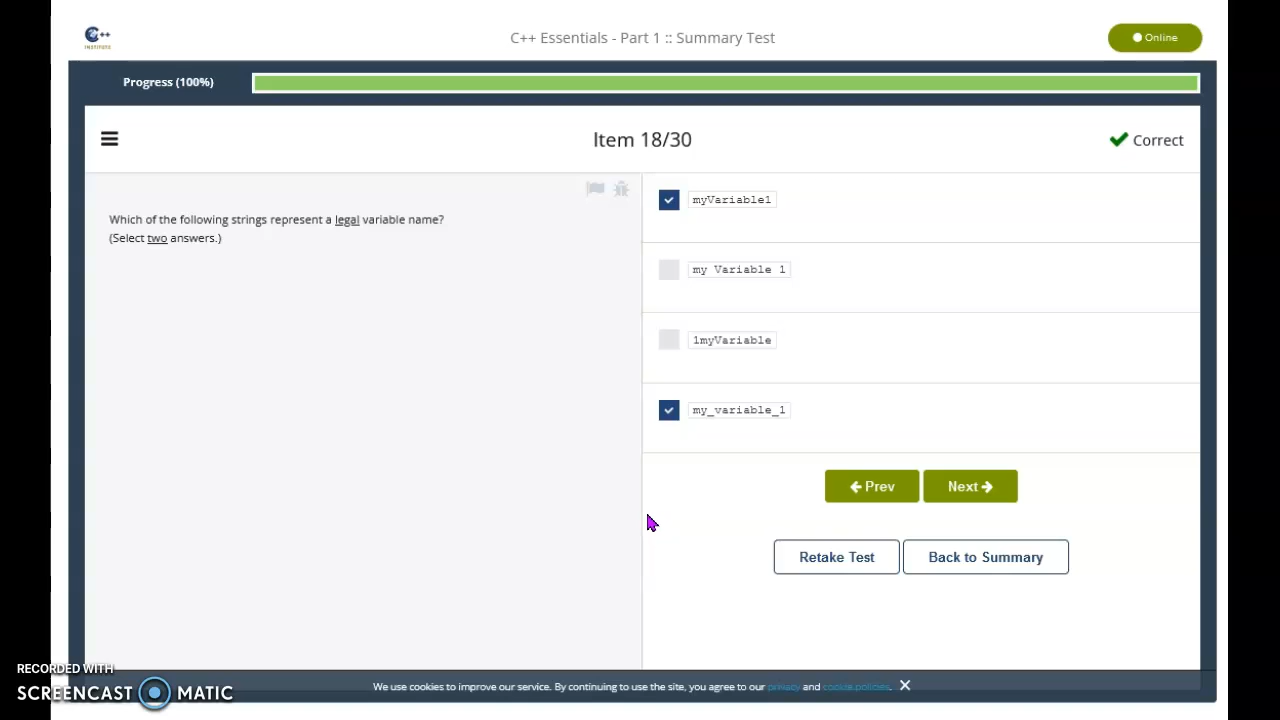 C++
INSTITUTE
C++ Essentials - Part 1 :: Summary Test
Online
Progress (100%)
Item 18/30
Correct
Which of the following strings represent a legal variable name?
(Select two answers.)
myVariable1
my Variable 1
1myVariable
my_variable_1
Prev
Next
Retake Test
Back to Summary
RECORDED WITH
SCREENCAST MATIC
We use cookies to improve our service. By continuing to use the site, you agree to our privacy and cookie policies.